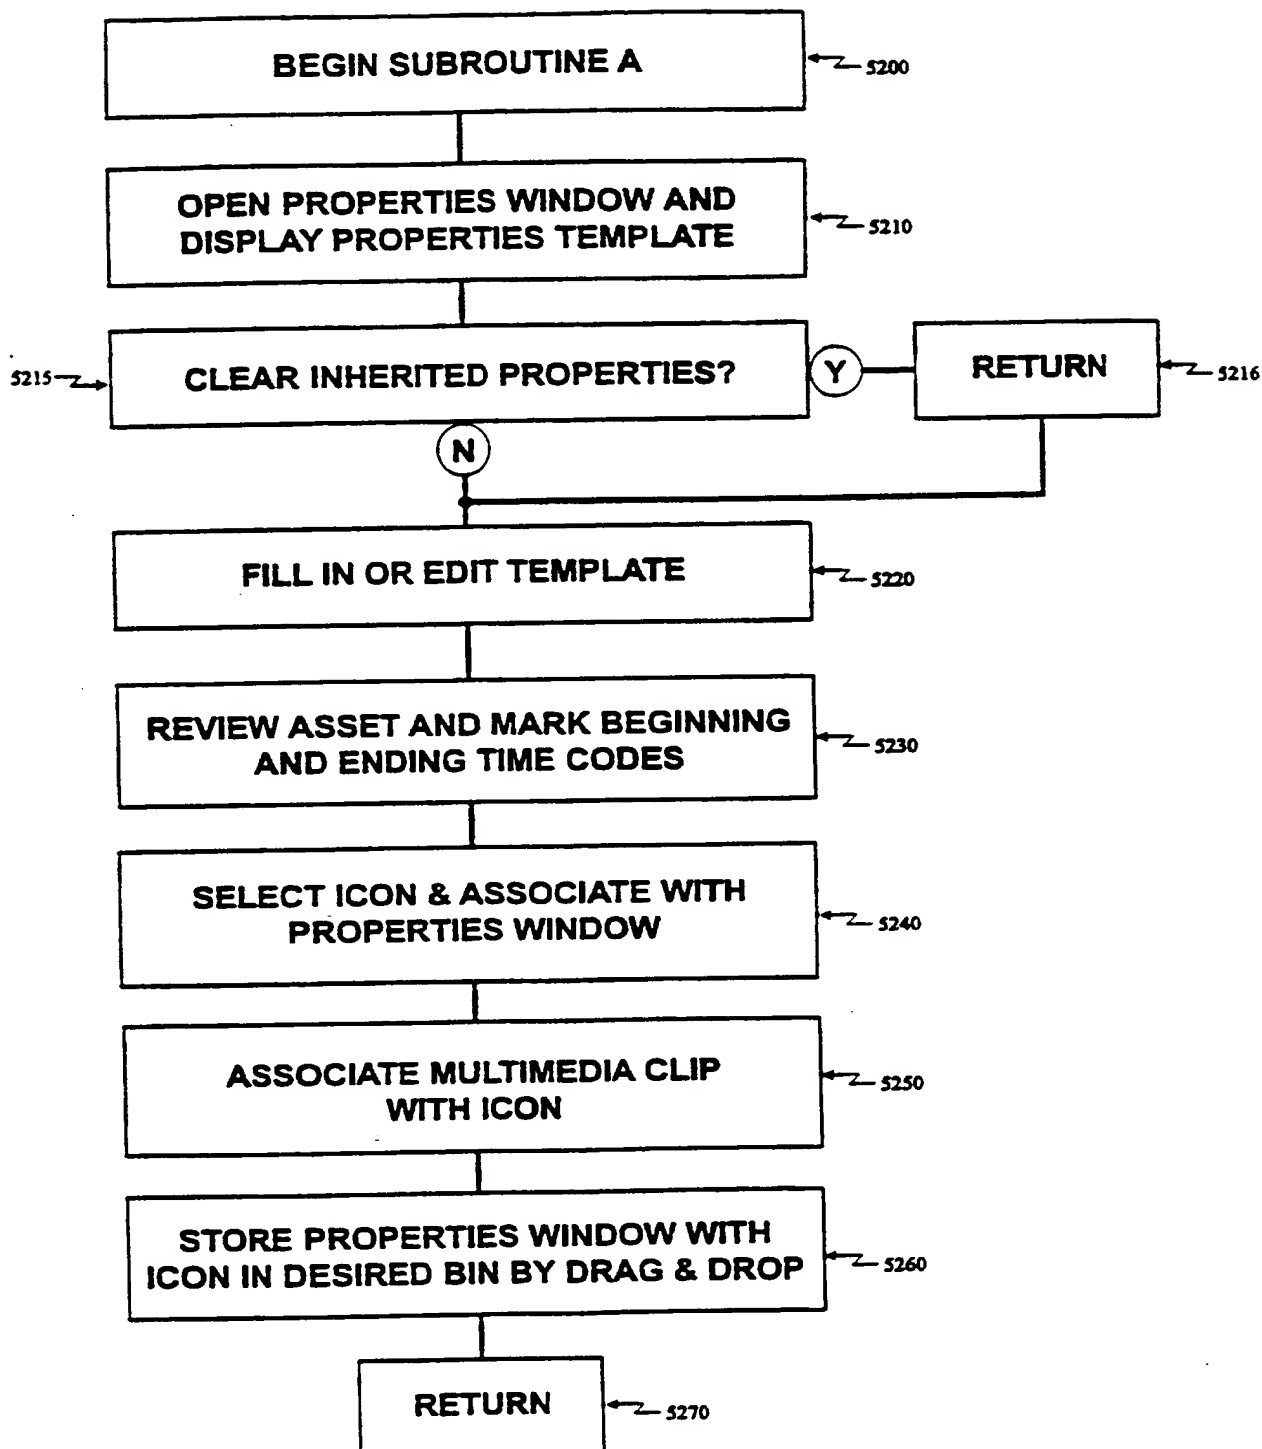 BEGIN SUBROUTINE A
5200
OPEN PROPERTIES WINDOW AND
DISPLAY PROPERTIES TEMPLATE
5210
5215
CLEAR INHERITED PROPERTIES?
Y
RETURN
5216
N
FILL IN OR EDIT TEMPLATE
5220
REVIEW ASSET AND MARK BEGINNING
AND ENDING TIME CODES
5230
SELECT ICON & ASSOCIATE WITH
PROPERTIES WINDOW
5240
ASSOCIATE MULTIMEDIA CLIP
WITH ICON
5250
STORE PROPERTIES WINDOW WITH
ICON IN DESIRED BIN BY DRAG & DROP
5260
RETURN
5270